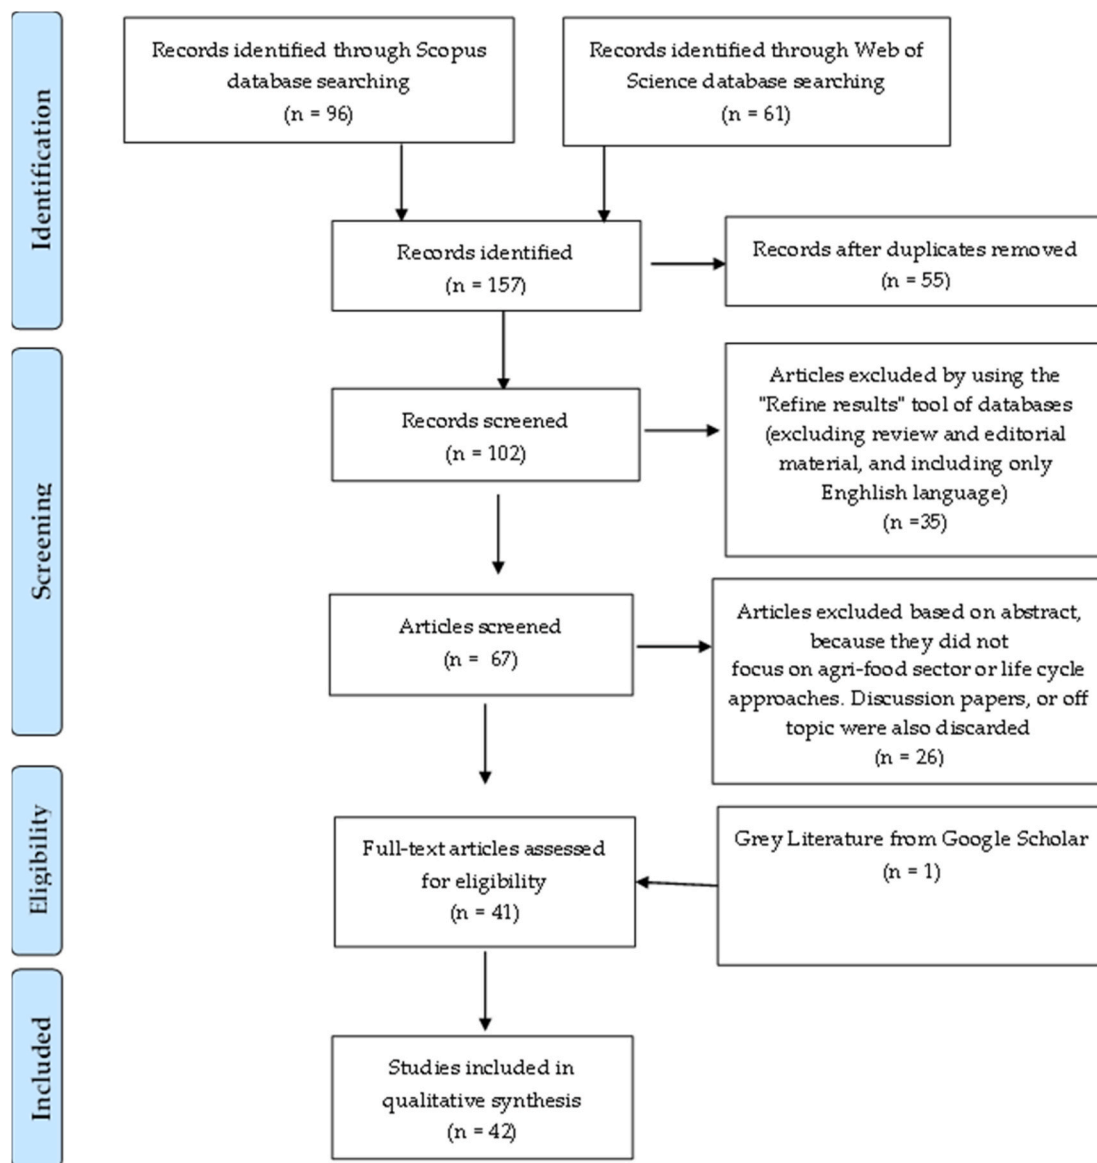 Identification
Records identified through Scopus
database searching
(n = 96)
Records identified through Web of
Science database searching
(n = 61)
Records identified
(n = 157)
Records after duplicates removed
(n = 55)
Screening
Records screened
(n = 102)
Articles excluded by using the
"Refine results" tool of databases
(excluding review and editorial
material, and including only
Enghlish language)
(n =35)
Articles screened
(n = 67)
Articles excluded based on abstract,
because they did not
focus on agri-food sector or life cycle
approaches. Discussion papers, or off
topic were also discarded
(n = 26)
Eligibility
Full-text articles assessed
for eligibility
(n = 41)
Grey Literature from Google Scholar
(n = 1)
Included
Studies included in
qualitative synthesis
(n = 42)